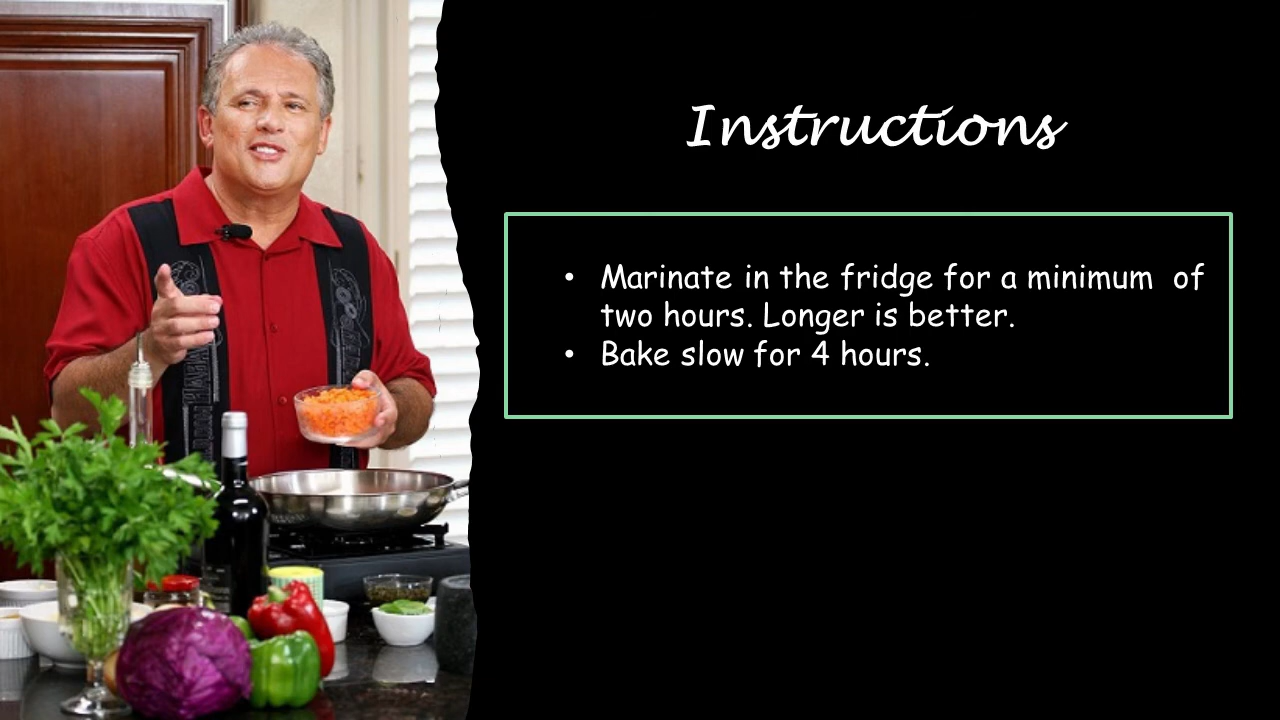 Instructions
• Marinate in the fridge for a minimum  of
two hours. Longer is better.
• Bake slow for 4 hours.